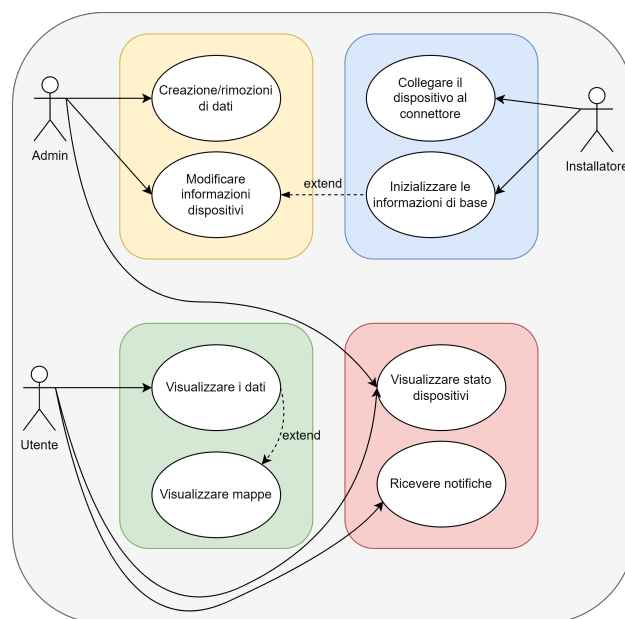 Creazione/rimozioni
di dati
Collegare il
dispositivo al
connettore
Admin
Installatore
Modificare
informazioni
dispositivi
extend
Inizializzare le
informazioni di base
Visualizzare i dati
Visualizzare stato
dispositivi
Utente
extend
Visualizzare mappe
Ricevere notifiche